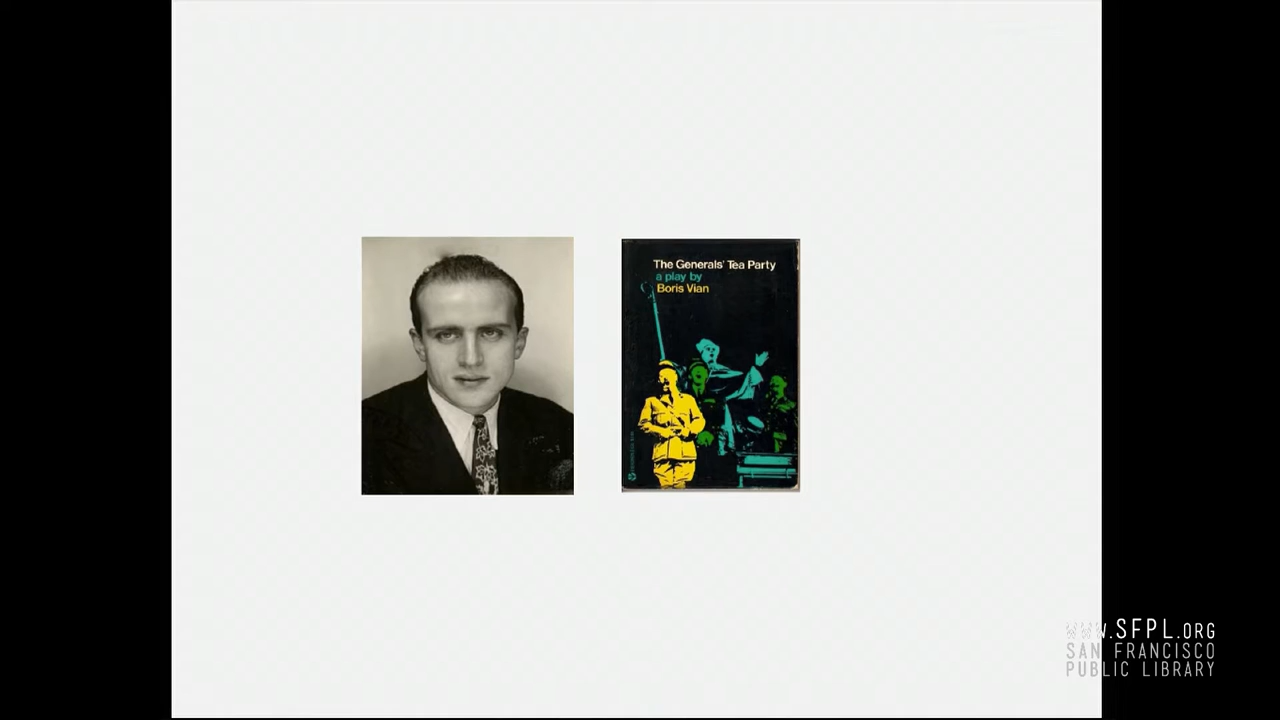 The Generals' Tea Party
a play by
Boris Vian
WWW.SFPL.ORG
SAN FRANCISCO
PUBLIC LIBRARY